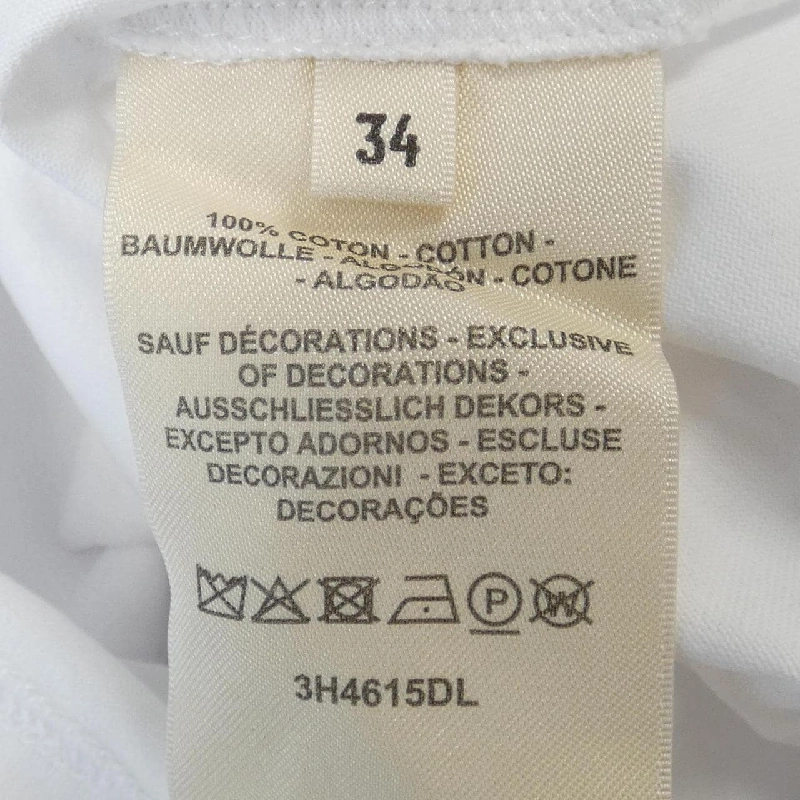 34
100% COTON - COTTON -
BAUMWOLLE - ALGODÓN
- ALGODÃO - COTONE
SAUF DÉCORATIONS - EXCLUSIVE
OF DECORATIONS -
AUSSCHLIESSLICH DEKORS -
EXCEPTO ADORNOS - ESCLUSE
DECORAZIONI - EXCETO:
DECORAÇÕES
P W
3H4615DL